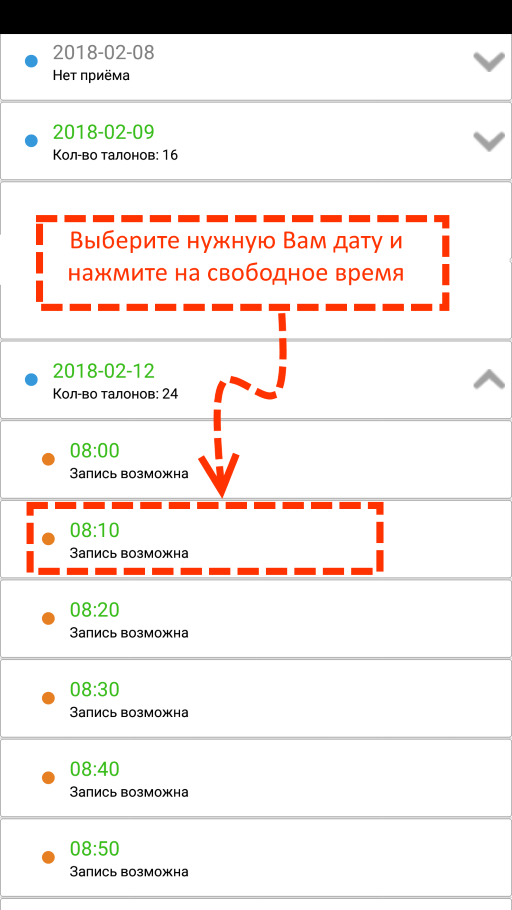 2018-02-08
Нет приёма
2018-02-09
Кол-во талонов: 16
Выберите нужную Вам дату и
нажмите на свободное время
2018-02-12
Кол-во талонов: 24
08:00
Запись возможна
08:10
Запись возможна
08:20
Запись возможна
08:30
Запись возможна
08:40
Запись возможна
08:50
Запись возможна